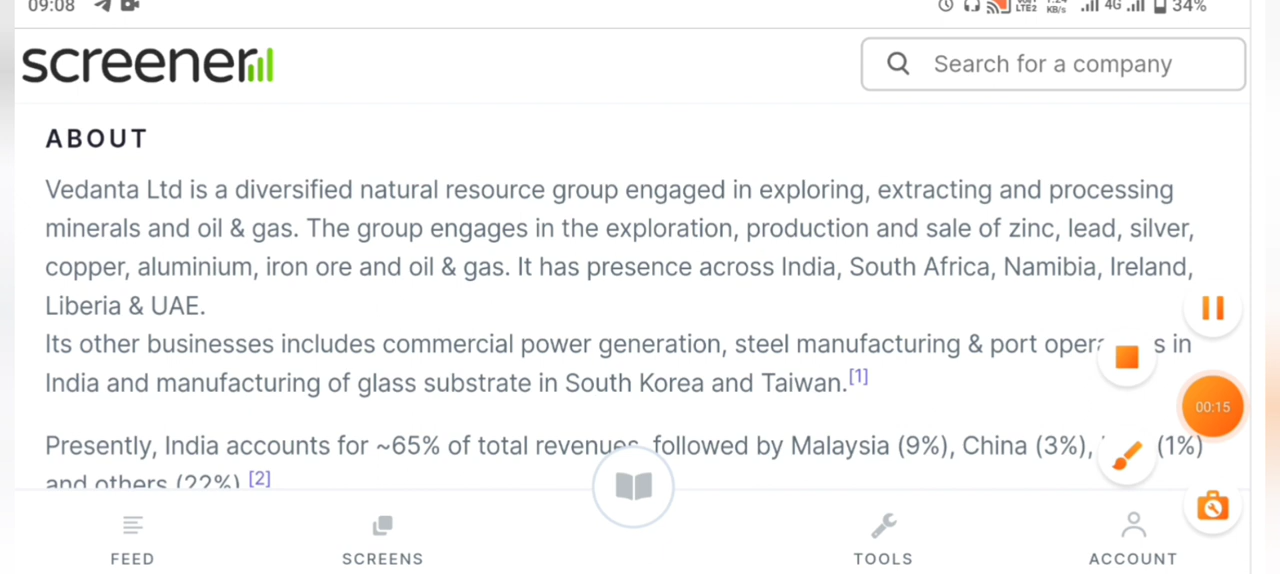 09:08 LTE2 KB/s 4G 34%
screener
Search for a company
ABOUT
Vedanta Ltd is a diversified natural resource group engaged in exploring, extracting and processing
minerals and oil & gas. The group engages in the exploration, production and sale of zinc, lead, silver,
copper, aluminium, iron ore and oil & gas. It has presence across India, South Africa, Namibia, Ireland,
Liberia & UAE.
Its other businesses includes commercial power generation, steel manufacturing & port in
India and manufacturing of glass substrate in South Korea and Taiwan.[1]
00:15
Presently, India accounts for ~65% of total revenues, followed by Malaysia (9%), China (3%), (1%)
and others (22%) [2]
FEED
SCREENS
TOOLS
ACCOUNT